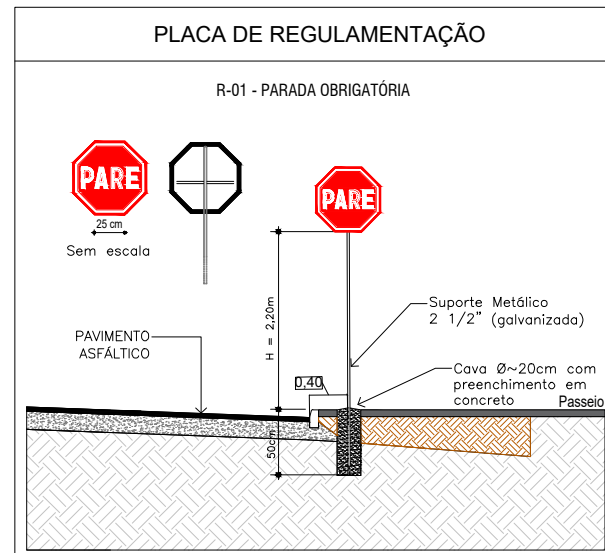 PLACA DE REGULAMENTAÇÃO
R-01 - PARADA OBRIGATÓRIA
PARE
25 cm
Sem escala
PARE
H = 2,20m
Suporte Metálico
2 1/2" (galvanizada)
PAVIMENTO
ASFÁLTICO
0,40
Cava Ø~20cm com
preenchimento em
concreto
Passeio
50cm